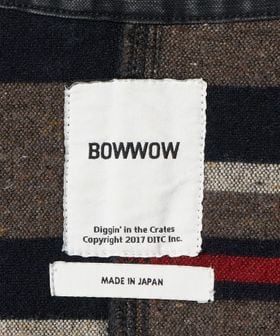 BOWWOW
Diggin' in the Crates
Copyright 2017 DITC Inc.
MADE IN JAPAN